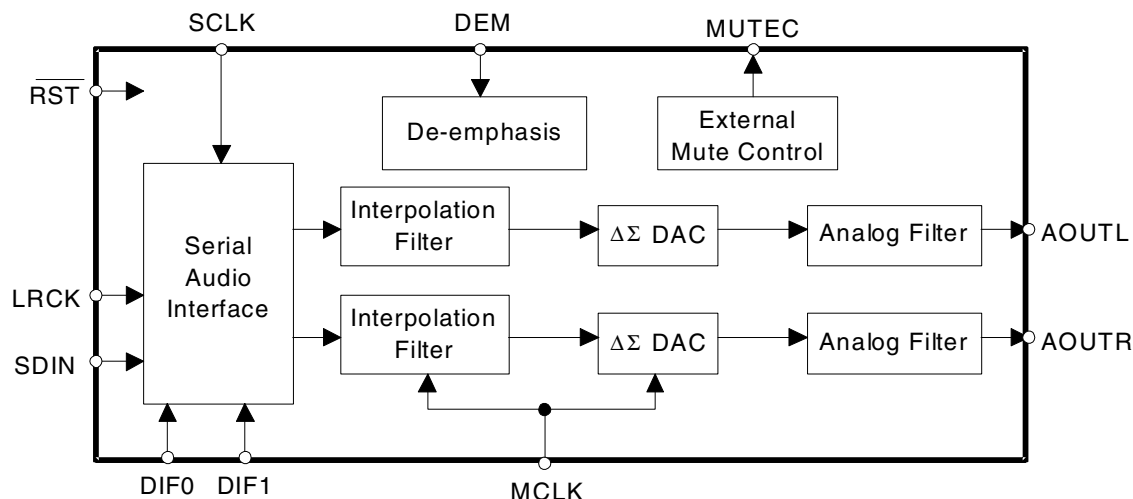 SCLK
DEM
MUTEC
RST
De-emphasis
External
Mute Control
Serial
Audio
Interface
Interpolation
Filter
ΔΣ DAC
Analog Filter
AOUTL
LRCK
SDIN
Interpolation
Filter
ΔΣ DAC
Analog Filter
AOUTR
DIF0
DIF1
MCLK